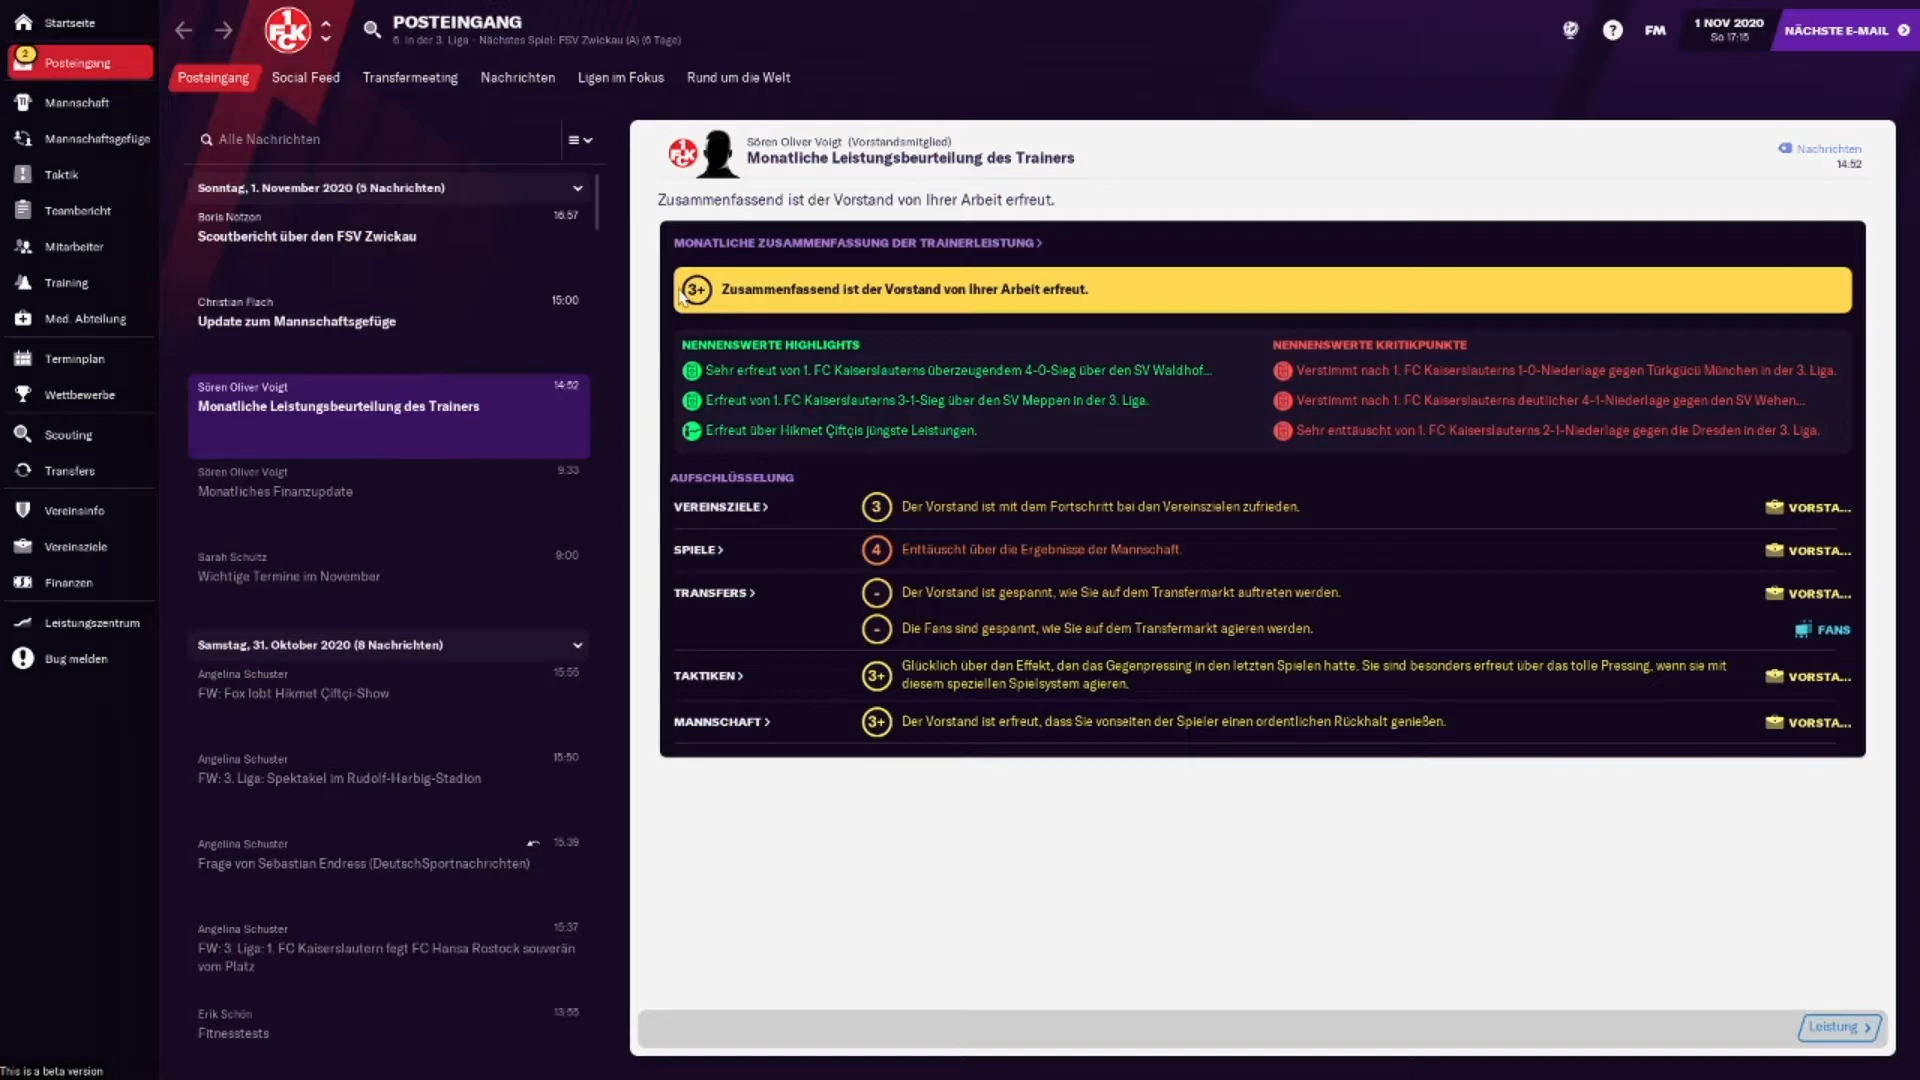 Startseite
2
Posteingang
Mannschaft
Mannschaftsgefüge
Taktik
Teambericht
Mitarbeiter
Training
Med. Abteilung
Terminplan
Wettbewerbe
Scouting
Transfers
Vereinsinfo
Vereinsziele
Finanzen
Leistungszentrum
Bug melden
This is a beta version
POSTEINGANG
6. in der 3. Liga - Nächstes Spiel: FSV Zwickau (A) (6 Tage)
FM
1 NOV 2020
So 17:15
NÄCHSTE E-MAIL
Posteingang Social Feed Transfermeeting Nachrichten Ligen im Fokus Rund um die Welt
Alle Nachrichten
Sonntag, 1. November 2020 (5 Nachrichten)
Boris Notzon 16:57
Scoutbericht über den FSV Zwickau
Christian Flach 15:00
Update zum Mannschaftsgefüge
Sören Oliver Voigt 14:52
Monatliche Leistungsbeurteilung des Trainers
Sören Oliver Voigt 9:33
Monatliches Finanzupdate
Sarah Schultz 9:00
Wichtige Termine im November
Samstag, 31. Oktober 2020 (8 Nachrichten)
Angelina Schuster 15:55
FW: Fox lobt Hikmet Çiftçi-Show
Angelina Schuster 15:50
FW: 3. Liga: Spektakel im Rudolf-Harbig-Stadion
Angelina Schuster 15:39
Frage von Sebastian Endress (DeutschSportnachrichten)
Angelina Schuster 15:37
FW: 3. Liga: 1. FC Kaiserslautern fegt FC Hansa Rostock souverän
vom Platz
Erik Schön 13:55
Fitnesstests
Sören Oliver Voigt (Vorstandsmitglied)
Monatliche Leistungsbeurteilung des Trainers
Nachrichten
14:52
Zusammenfassend ist der Vorstand von Ihrer Arbeit erfreut.
MONATLICHE ZUSAMMENFASSUNG DER TRAINERLEISTUNG >
3+ Zusammenfassend ist der Vorstand von Ihrer Arbeit erfreut.
NENNENSWERTE HIGHLIGHTS
Sehr erfreut von 1. FC Kaiserslauterns überzeugendem 4-0-Sieg über den SV Waldhof...
Erfreut von 1. FC Kaiserslauterns 3-1-Sieg über den SV Meppen in der 3. Liga.
Erfreut über Hikmet Çiftçis jüngste Leistungen.
NENNENSWERTE KRITIKPUNKTE
Verstimmt nach 1. FC Kaiserslauterns 1-0-Niederlage gegen Türkgücü München in der 3. Liga.
Verstimmt nach 1. FC Kaiserslauterns deutlicher 4-1-Niederlage gegen den SV Wehen...
Sehr enttäuscht von 1. FC Kaiserslauterns 2-1-Niederlage gegen die Dresden in der 3. Liga.
AUFSCHLÜSSELUNG
VEREINSZIELE > 3 Der Vorstand ist mit dem Fortschritt bei den Vereinszielen zufrieden. VORSTA...
SPIELE > 4 Enttäuscht über die Ergebnisse der Mannschaft. VORSTA...
TRANSFERS > - Der Vorstand ist gespannt, wie Sie auf dem Transfermarkt auftreten werden. VORSTA...
- Die Fans sind gespannt, wie Sie auf dem Transfermarkt agieren werden. FANS
TAKTIKEN > 3+ Glücklich über den Effekt, den das Gegenpressing in den letzten Spielen hatte. Sie sind besonders erfreut über das tolle Pressing, wenn sie mit
diesem speziellen Spielsystem agieren. VORSTA...
MANNSCHAFT > 3+ Der Vorstand ist erfreut, dass Sie vonseiten der Spieler einen ordentlichen Rückhalt genießen. VORSTA...
Leistung >